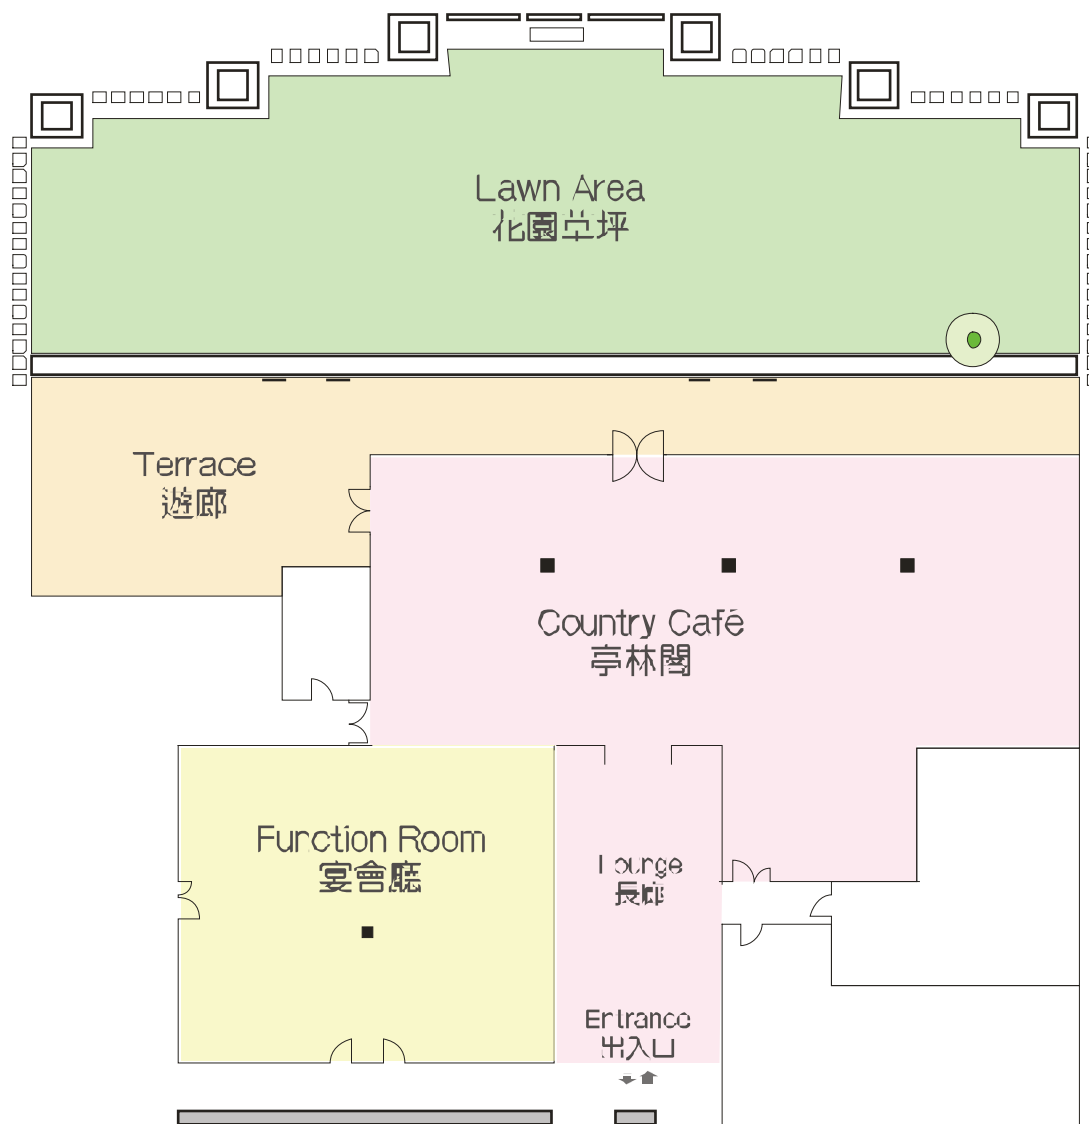 Lawn Area
花園草坪
Terrace
遊廊
Country Café
亭林閣
Function Room
宴會廳
Lounge
長廊
Entrance
出入口